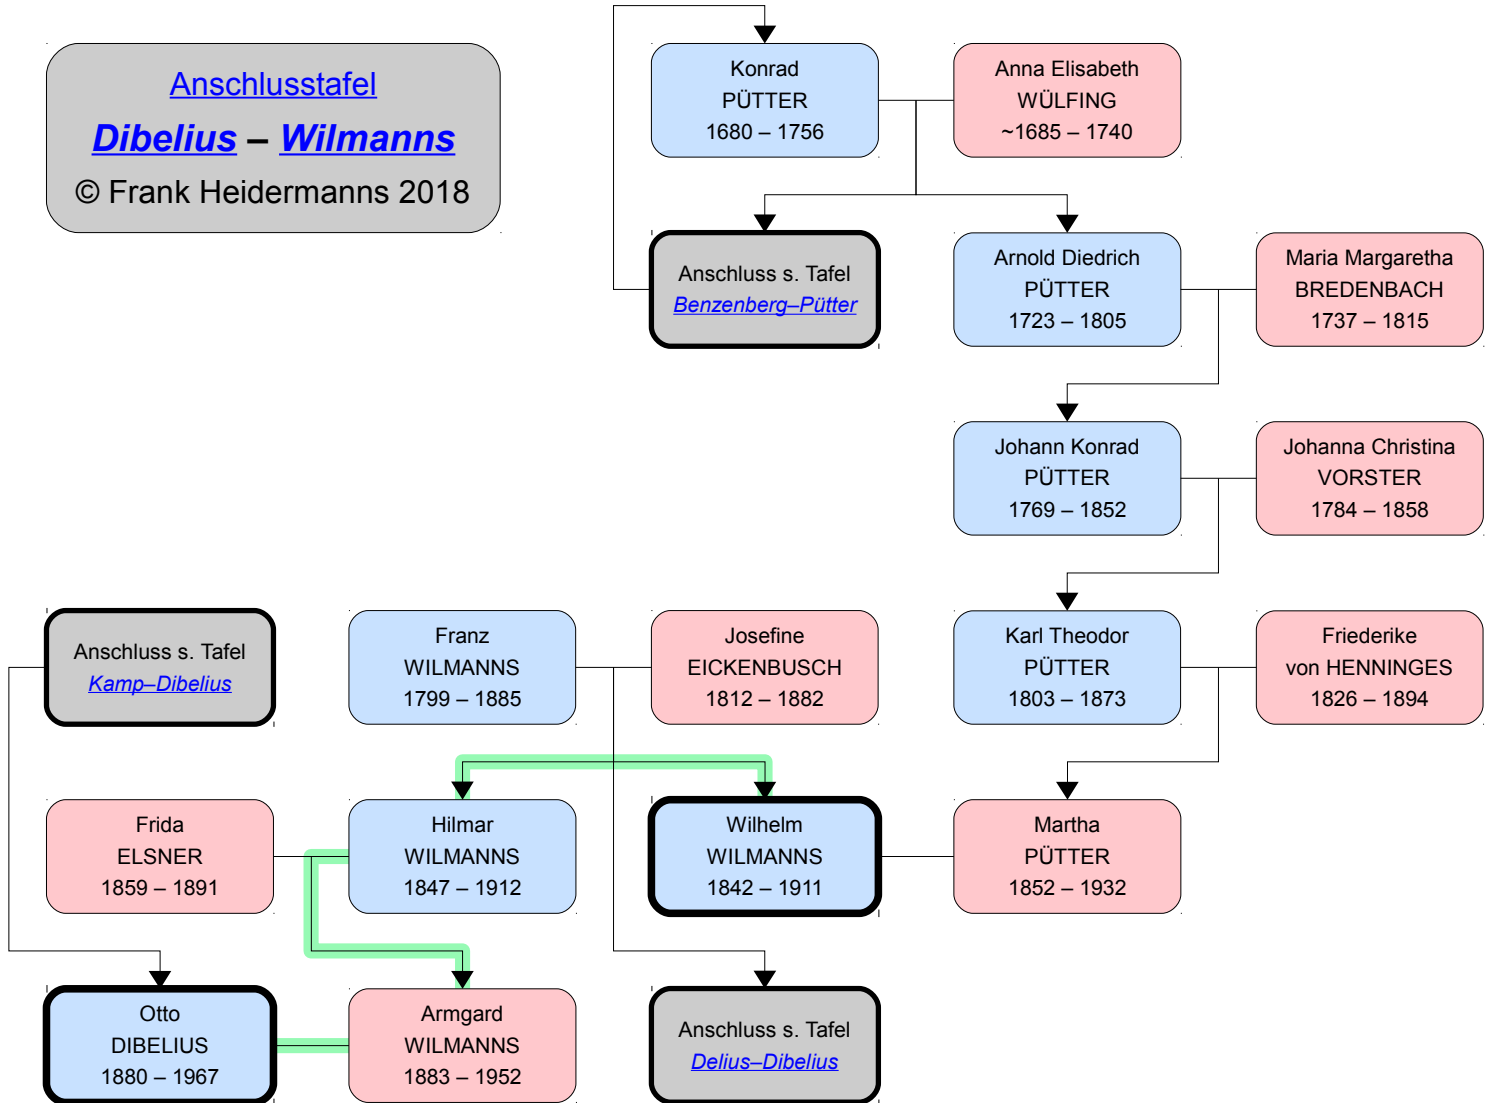 Anschlusstafel
Dibelius – Wilmanns
© Frank Heidermanns 2018
Konrad
PÜTTER
1680 – 1756
Anna Elisabeth
WÜLFING
~1685 – 1740
Anschluss s. Tafel
Benzenberg–Pütter
Arnold Diedrich
PÜTTER
1723 – 1805
Maria Margaretha
BREDENBACH
1737 – 1815
Johann Konrad
PÜTTER
1769 – 1852
Johanna Christina
VORSTER
1784 – 1858
Anschluss s. Tafel
Kamp–Dibelius
Franz
WILMANNS
1799 – 1885
Josefine
EICKENBUSCH
1812 – 1882
Karl Theodor
PÜTTER
1803 – 1873
Friederike
von HENNINGES
1826 – 1894
Frida
ELSNER
1859 – 1891
Hilmar
WILMANNS
1847 – 1912
Wilhelm
WILMANNS
1842 – 1911
Martha
PÜTTER
1852 – 1932
Otto
DIBELIUS
1880 – 1967
Armgard
WILMANNS
1883 – 1952
Anschluss s. Tafel
Delius–Dibelius